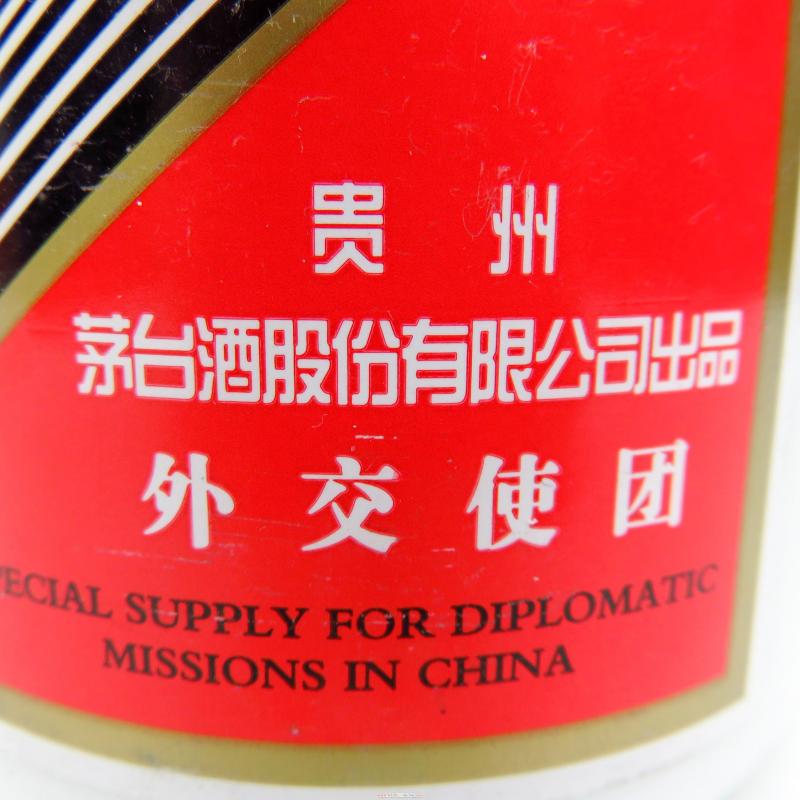 贵州
茅台酒股份有限公司出品
外交使团
PECIAL SUPPLY FOR DIPLOMATIC
MISSIONS IN CHINA